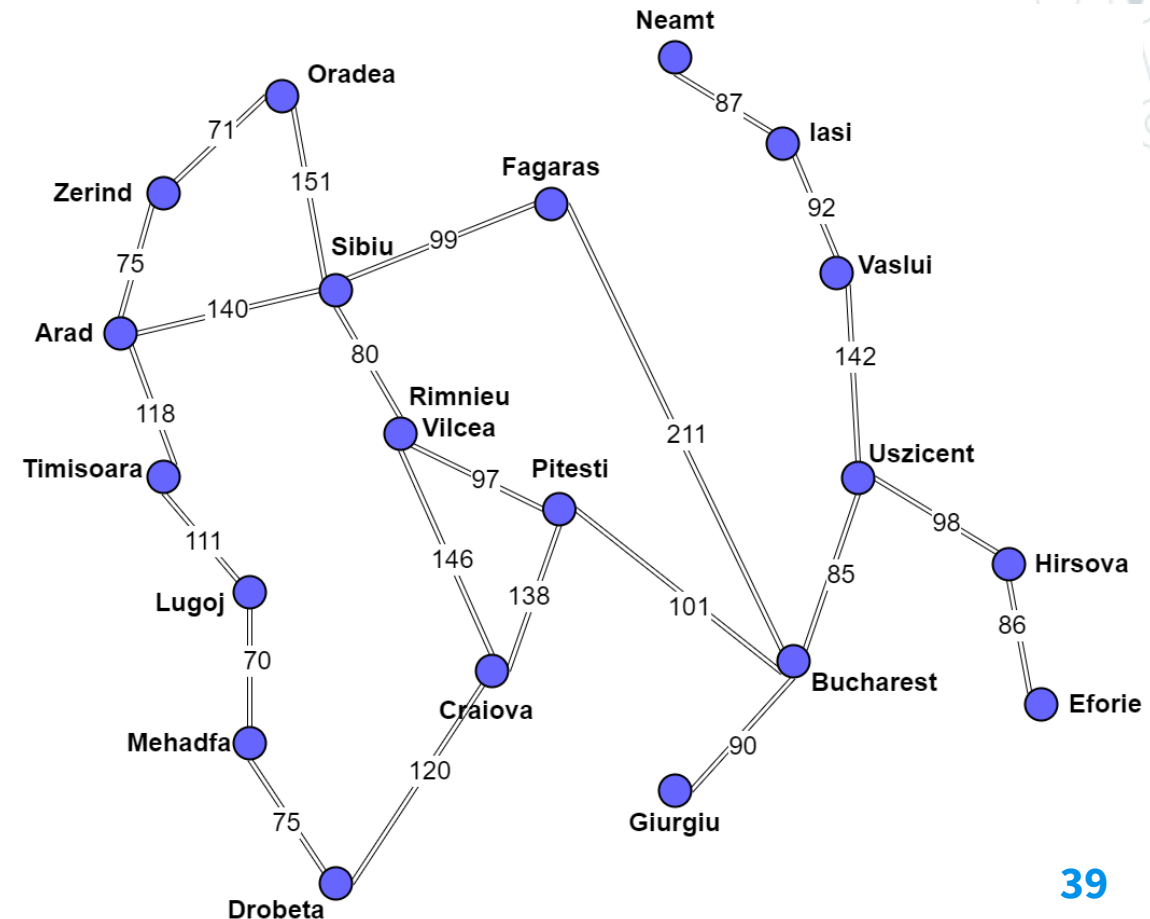 Neamt
Oradea
87
71
Iasi
Fagaras
151
Zerind
92
99
Sibiu
75
Vaslui
140
Arad
80
142
Rimnieu
Vilcea
118
211
Uszicent
Timisoara
Pitesti
97
98
111
146
Hirsova
85
138
101
Lugoj
86
70
Bucharest
Eforie
Craiova
Mehadfa
90
120
75
Giurgiu
39
Drobeta